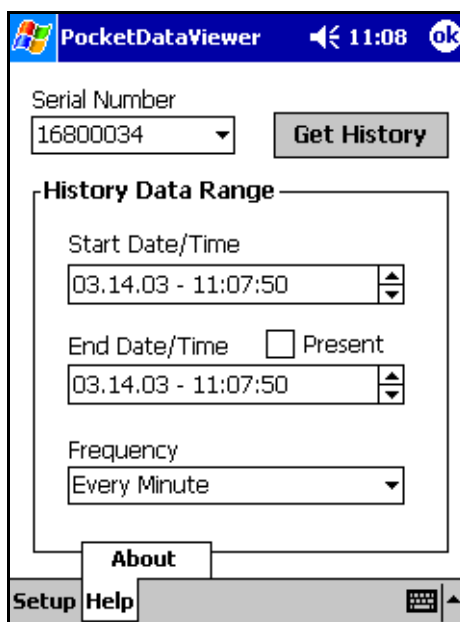 PocketDataViewer 11:08 ok
Serial Number
16800034 Get History
History Data Range
Start Date/Time
03.14.03 - 11:07:50
End Date/Time Present
03.14.03 - 11:07:50
Frequency
Every Minute
About
Setup Help